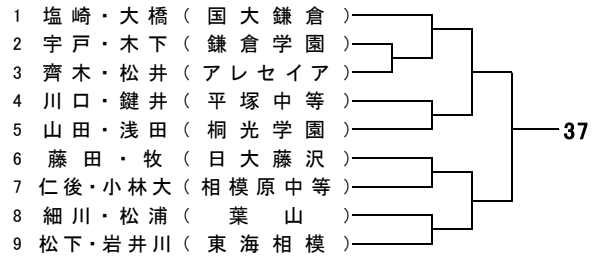 1 塩崎・大橋（国大鎌倉）
2 宇戸・木下（鎌倉学園）
3 齊木・松井（アレセイア）
4 川口・鍵井（平塚中等）
5 山田・浅田（桐光学園）
37
6 藤田・牧（日大藤沢）
7 仁後・小林大（相模原中等）
8 細川・松浦（葉山）
9 松下・岩井川（東海相模）